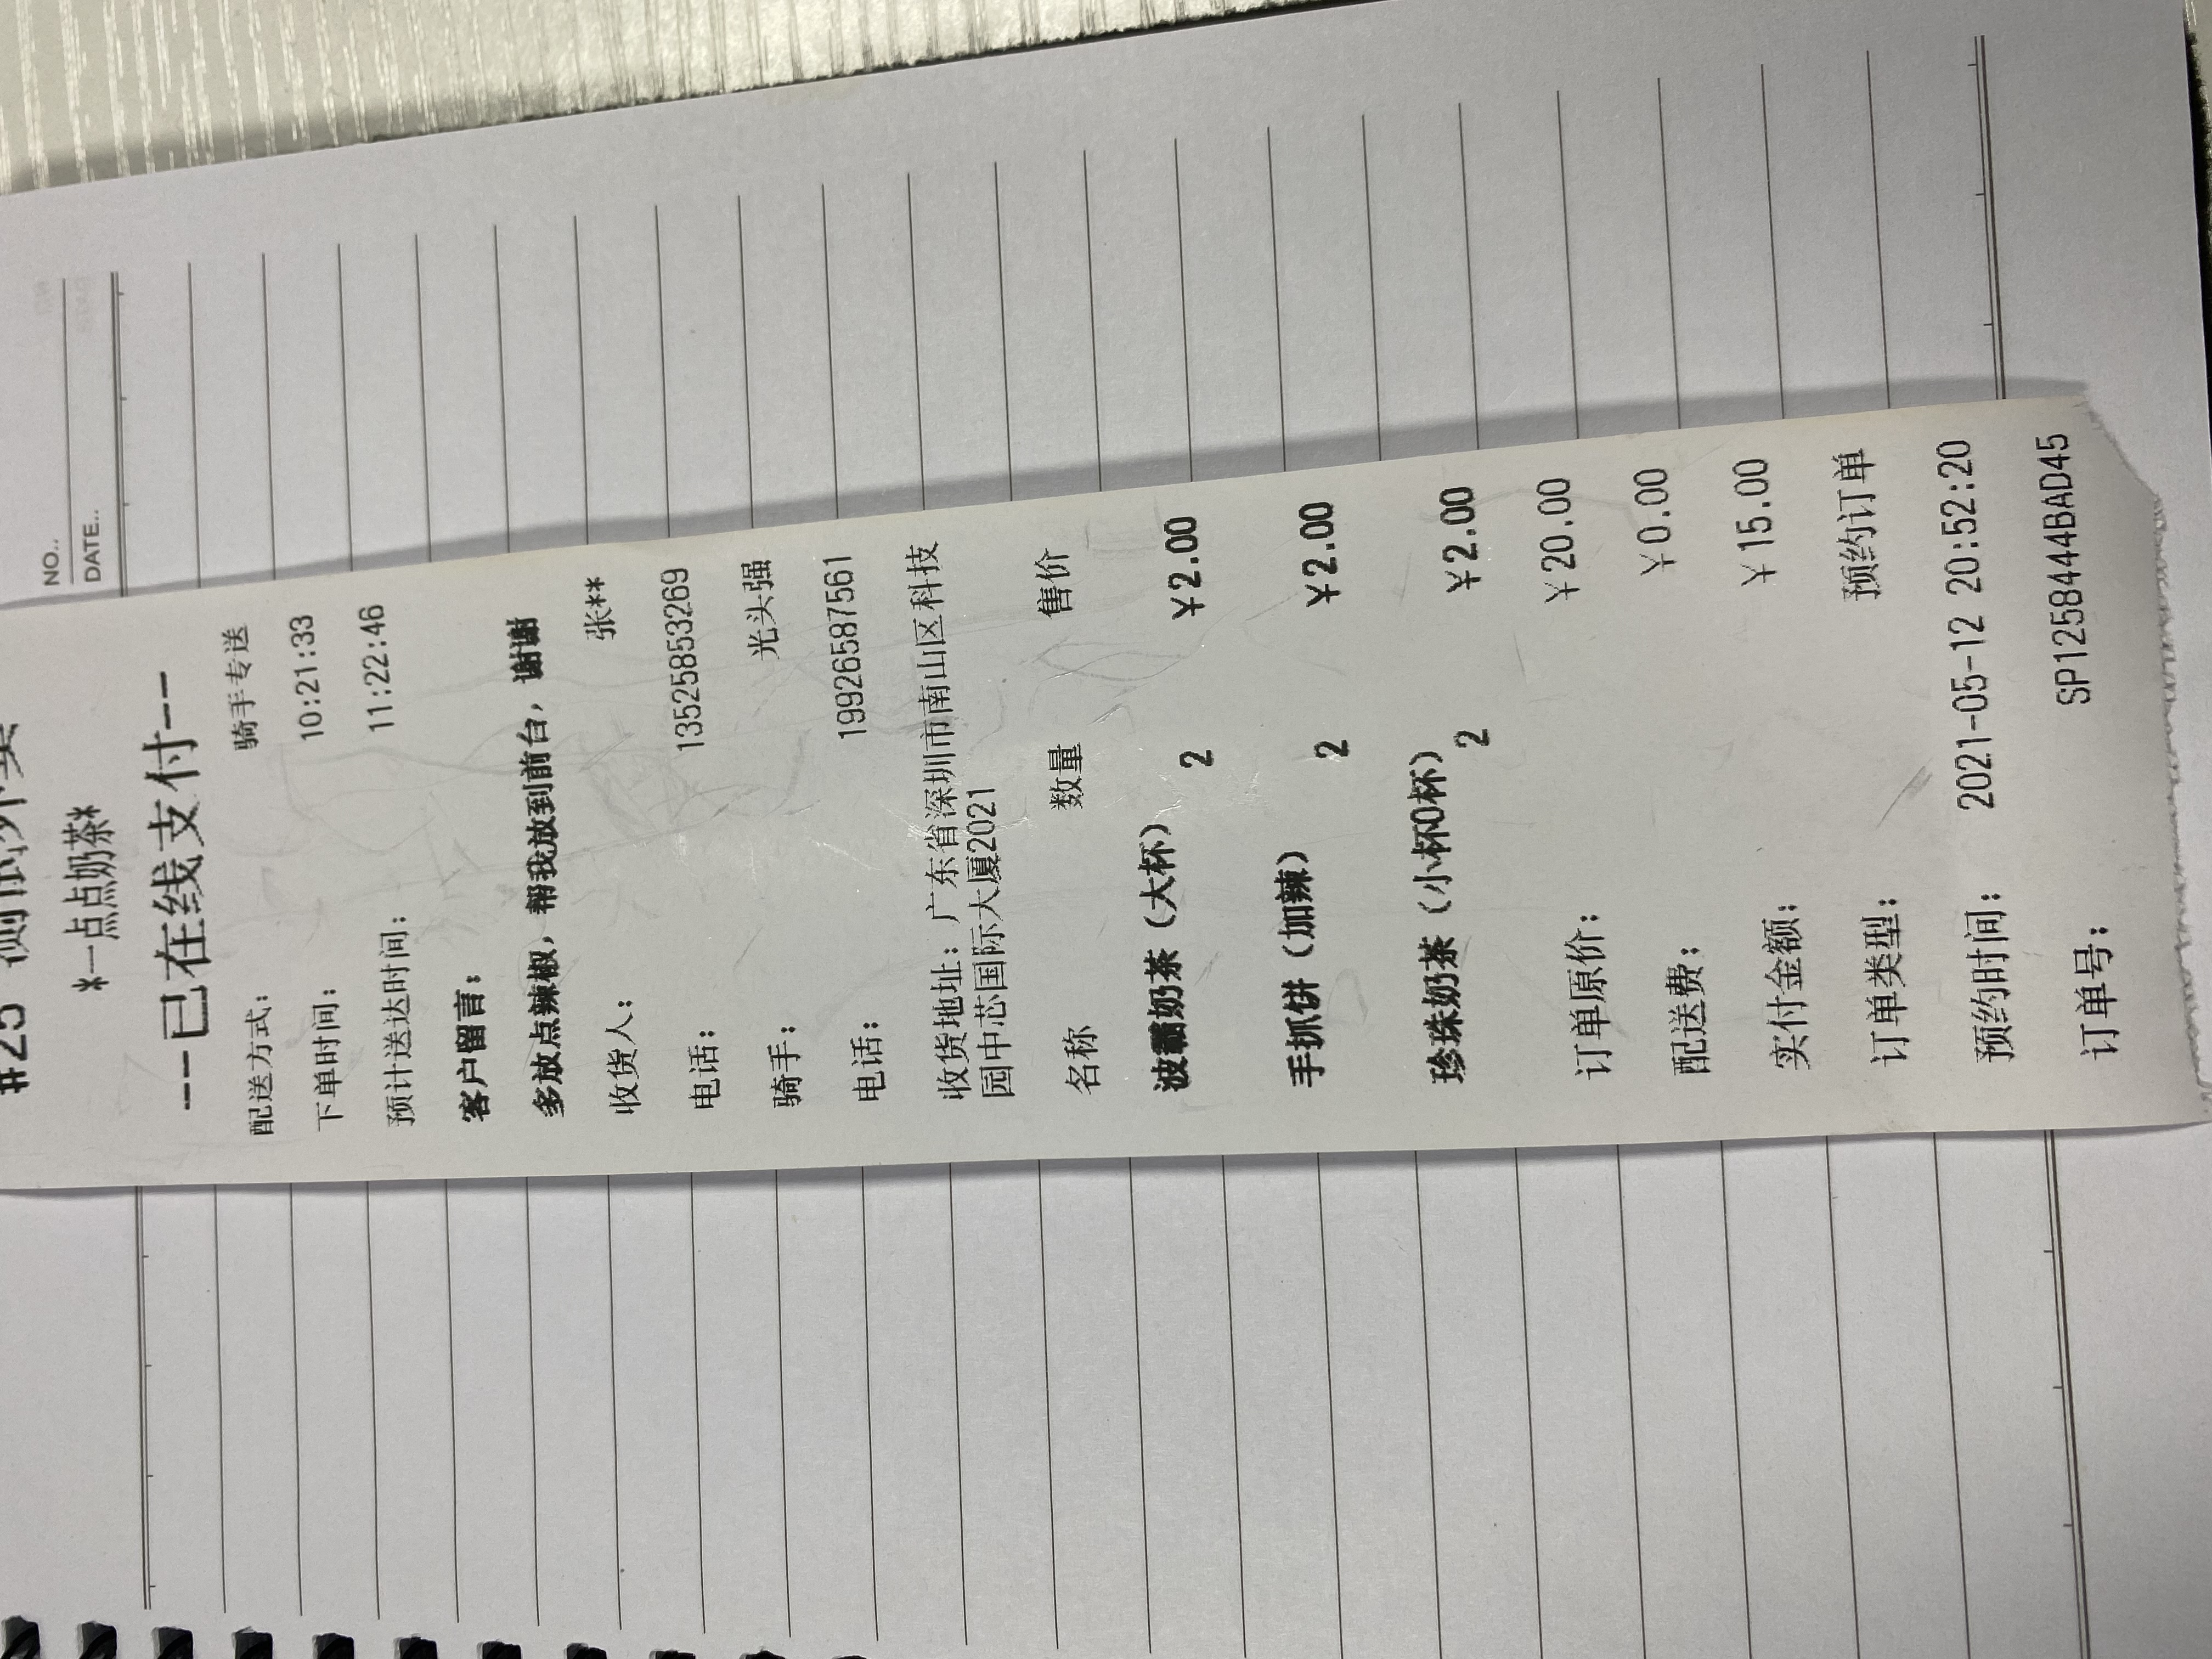 #25 测试外卖
*一点点奶茶*
--已在线支付--
配送方式： 骑手专送
下单时间： 10:21:33
预计送达时间： 11:22:46
客户留言：
多放点辣椒，帮我放到前台，谢谢
收货人： 张**
电话： 13525853269
骑手： 光头强
电话： 19926587561
收货地址：广东省深圳市南山区科技
园中芯国际大厦2021
名称 数量 售价
波霸奶茶（大杯）
2 ￥2.00
手抓饼（加辣）
2 ￥2.00
珍珠奶茶（小杯0杯）
2 ￥2.00
订单原价： ￥20.00
配送费： ￥0.00
实付金额： ￥15.00
订单类型： 预约订单
预约时间： 2021-05-12 20:52:20
订单号： SP1258444BAD45
NO..
DATE..